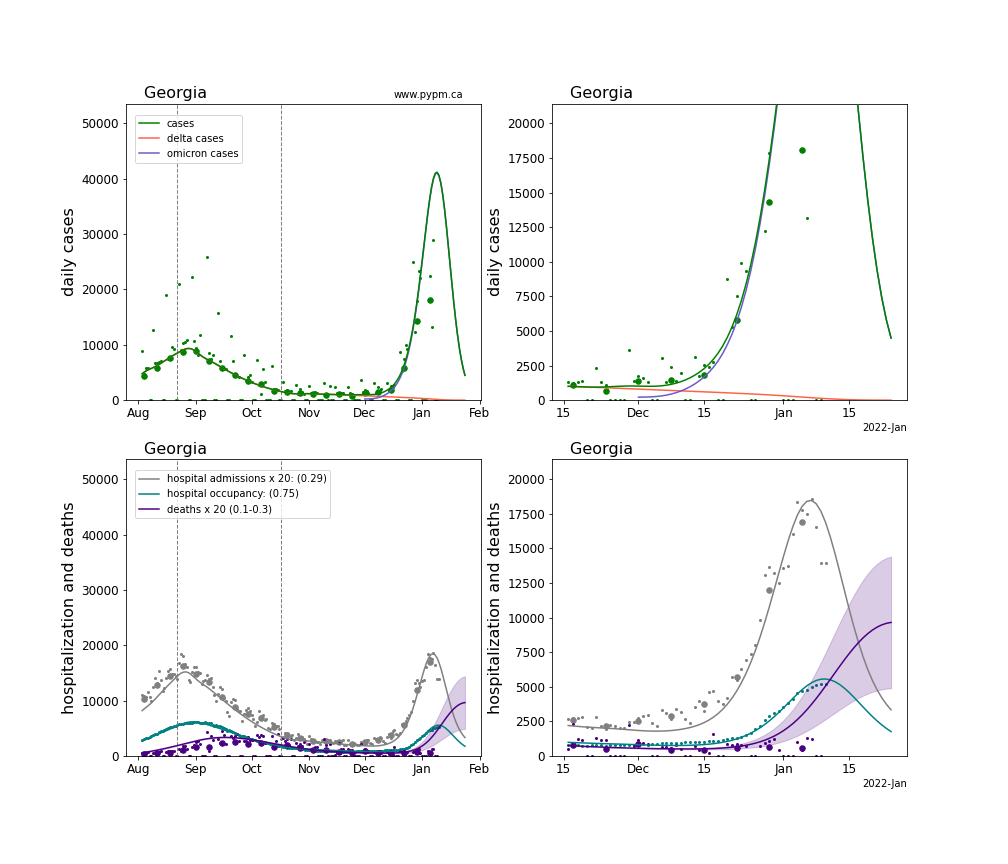 Georgia
www.pypm.ca
daily cases
50000
40000
30000
20000
10000
0
cases
delta cases
omicron cases
Aug Sep Oct Nov Dec Jan Feb
Georgia
daily cases
20000
17500
15000
12500
10000
7500
5000
2500
0
15 Dec 15 Jan 15
2022-Jan
Georgia
hospitalization and deaths
50000
40000
30000
20000
10000
0
hospital admissions x 20: (0.29)
hospital occupancy: (0.75)
deaths x 20 (0.1-0.3)
Aug Sep Oct Nov Dec Jan Feb
Georgia
hospitalization and deaths
20000
17500
15000
12500
10000
7500
5000
2500
0
15 Dec 15 Jan 15
2022-Jan